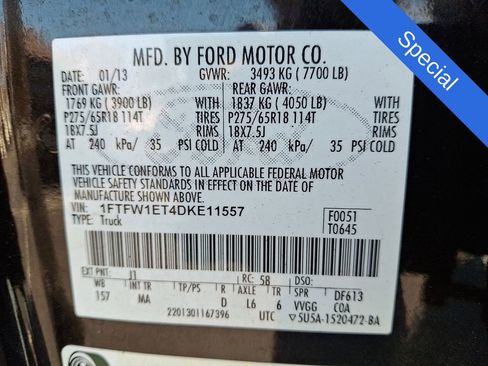 Special
MFD. BY FORD MOTOR CO.
DATE: 01/13 GVWR: 3493 KG ( 7700 LB)
FRONT GAWR: REAR GAWR:
1769 KG (3900 LB) WITH 1837 KG ( 4050 LB) WITH
P275/65R18 114T TIRES P275/65R18 114T TIRES
18X7.5J RIMS 18X7.5J RIMS
AT 240 kPa/ 35 PSI COLD AT 240 kPa/ 35 PSI COLD
THIS VEHICLE CONFORMS TO ALL APPLICABLE FEDERAL MOTOR
VEHICLE SAFETY STANDARDS IN EFFECT ON THE DATE OF
MANUFACTURE SHOWN ABOVE.
VIN: 1FTFW1ET4DKE11557 F0051
TYPE: Truck T0645
EXT PNT: J1 RC: 5B DSO:
WB INT TR TP/PS R AXLE TR SPR DF613
157 MA D L6 6 VVGG COA
2201301167396 UTC ▽5U5A-1520472-BA